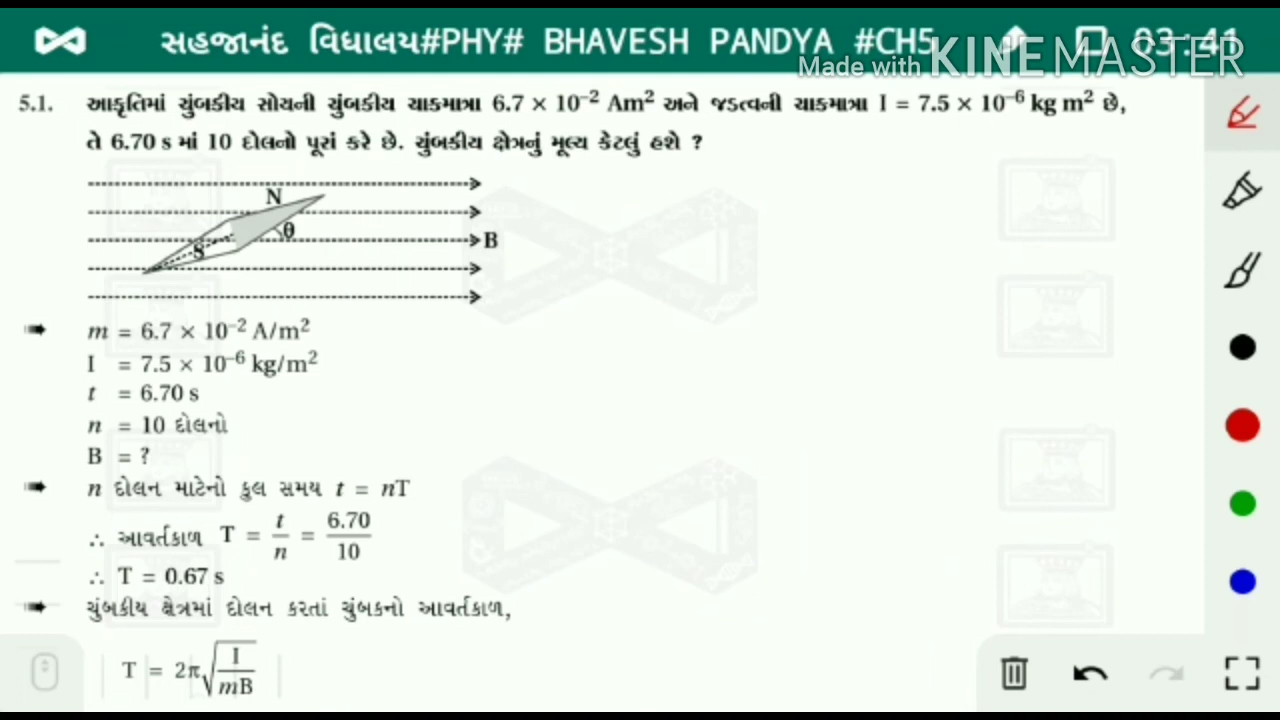 સહજાનંદ વિદ્યાલય#PHY# BHAVESH PANDYA #CH5
03:41
Made with KINEMASTER
5.1. આકૃતિમાં ચુંબકીય સોયની ચુંબકીય ચાકમાત્રા 6.7 × 10⁻² Am² અને જડત્વની ચાકમાત્રા I = 7.5 × 10⁻⁶ kg m² છે,
તે 6.70 s માં 10 દોલનો પૂરાં કરે છે. ચુંબકીય ક્ષેત્રનું મૂલ્ય કેટલું હશે ?
N
θ
S
B
m = 6.7 × 10⁻² A/m²
I = 7.5 × 10⁻⁶ kg/m²
t = 6.70 s
n = 10 દોલનો
B = ?
n દોલન માટેનો કુલ સમય t = nT
∴ આવર્તકાળ T = t/n = 6.70/10
∴ T = 0.67 s
ચુંબકીય ક્ષેત્રમાં દોલન કરતાં ચુંબકનો આવર્તકાળ,
T = 2π√(I/mB)